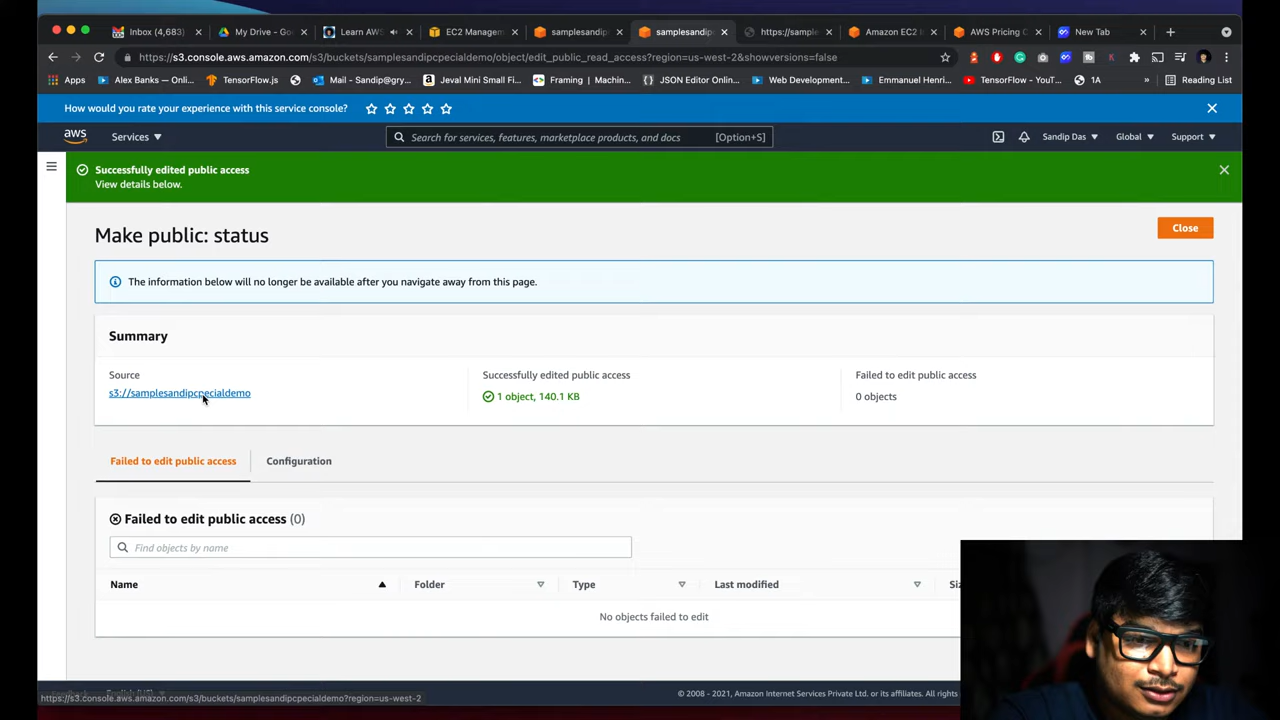 Inbox (4,683)
My Drive - Goo
Learn AWS
EC2 Managem
samplesandip
samplesandip
https://sample
Amazon EC2 I
AWS Pricing C
New Tab
https://s3.console.aws.amazon.com/s3/buckets/samplesandipcpecialdemo/object/edit_public_read_access?region=us-west-2&showversions=false
Apps
Alex Banks — Onli...
TensorFlow.js
Mail - Sandip@gry...
Jeval Mini Small Fi...
Framing | Machin...
JSON Editor Onlin...
Web Development...
Emmanuel Henri...
TensorFlow - YouT...
1A
»
Reading List
How would you rate your experience with this service console?
aws
Services
Search for services, features, marketplace products, and docs
[Option+S]
Sandip Das
Global
Support
Successfully edited public access
View details below.
Make public: status
Close
The information below will no longer be available after you navigate away from this page.
Summary
Source
Successfully edited public access
Failed to edit public access
s3://samplesandipcpecialdemo
1 object, 140.1 KB
0 objects
Failed to edit public access
Configuration
Failed to edit public access (0)
Find objects by name
Name
Folder
Type
Last modified
No objects failed to edit
https://s3.console.aws.amazon.com/s3/buckets/samplesandipcpecialdemo?region=us-west-2
© 2008 - 2021, Amazon Internet Services Private Ltd. or its affiliates. All rights